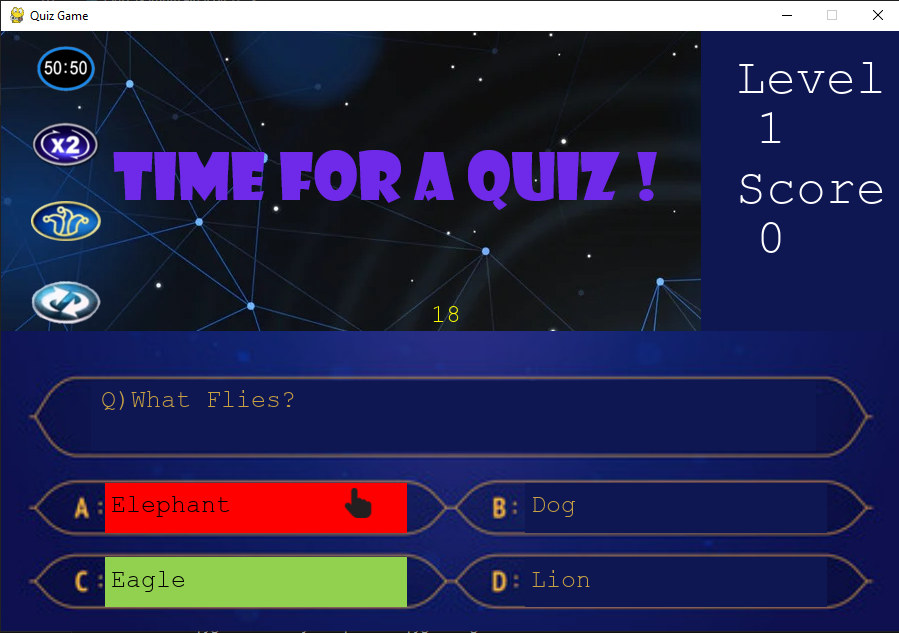 Quiz Game
50:50
x2
TIME FOR A QUIZ !
18
Level
1
Score
0
Q)What Flies?
A: Elephant
B: Dog
C: Eagle
D: Lion